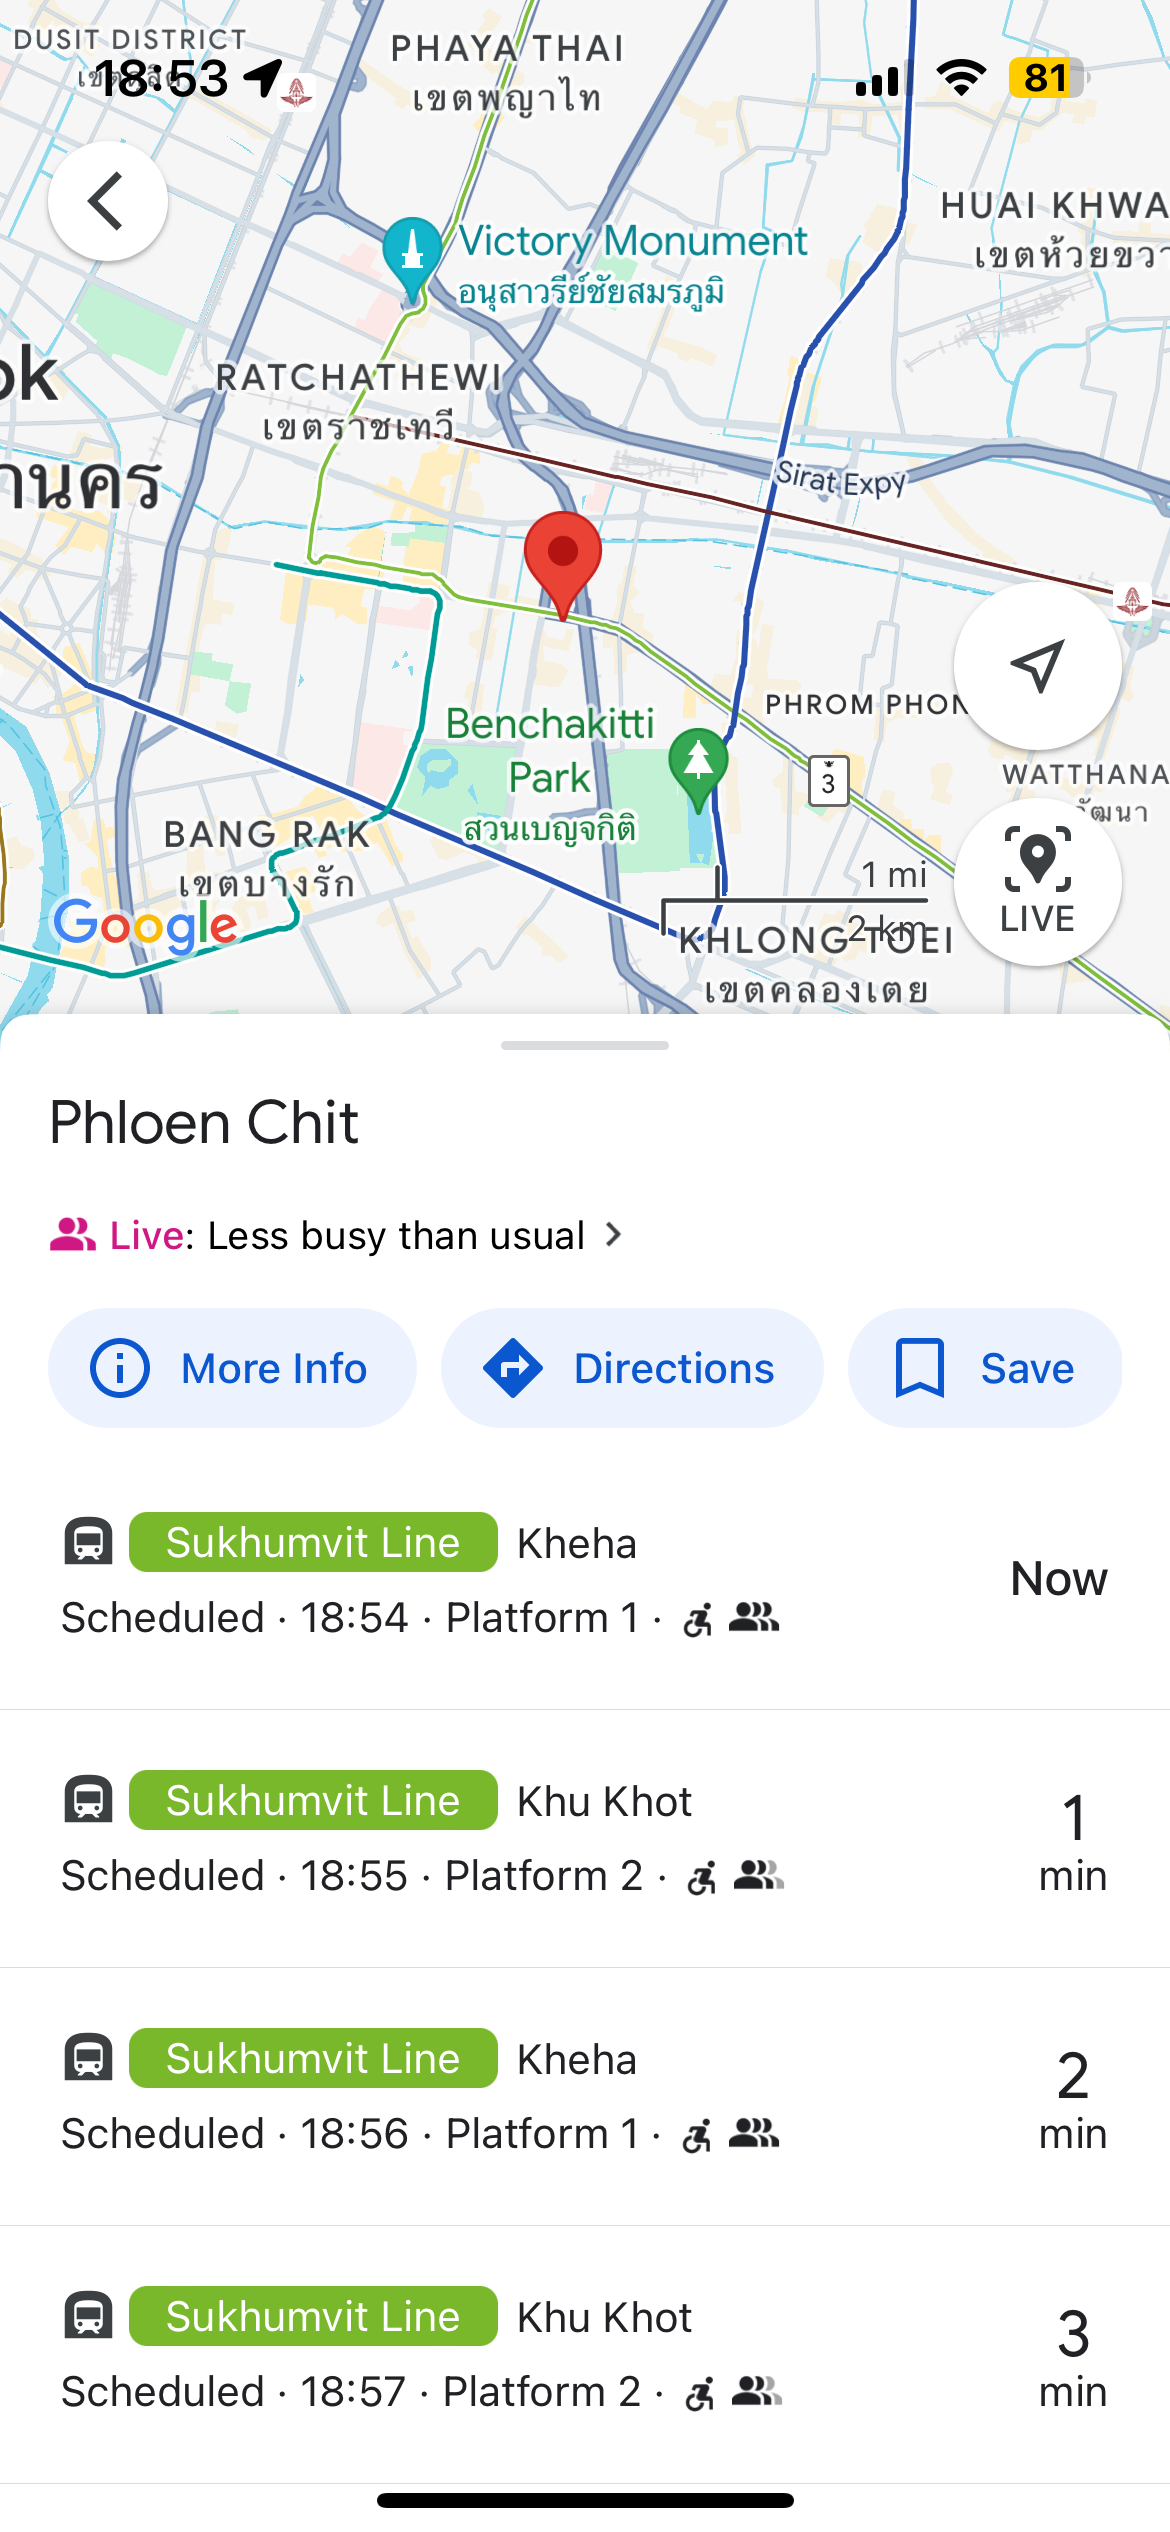 DUSIT DISTRICT
18:53
81
PHAYA THAI
เขตพญาไท
HUAI KHWA
เขตห้วยขวา
Victory Monument
อนุสาวรีย์ชัยสมรภูมิ
ok
RATCHATHEWI
เขตราชเทวี
านคร
Sirat Expy
PHROM PHON
Benchakitti
Park
สวนเบญจกิติ
3
WATTHANA
วัฒนา
BANG RAK
เขตบางรัก
1 mi
2 km
Google
LIVE
KHLONG TOEI
เขตคลองเตย
Phloen Chit
Live: Less busy than usual
More Info
Directions
Save
Sukhumvit Line Kheha
Now
Scheduled · 18:54 · Platform 1 ·
Sukhumvit Line Khu Khot
1
min
Scheduled · 18:55 · Platform 2 ·
Sukhumvit Line Kheha
2
min
Scheduled · 18:56 · Platform 1 ·
Sukhumvit Line Khu Khot
3
min
Scheduled · 18:57 · Platform 2 ·